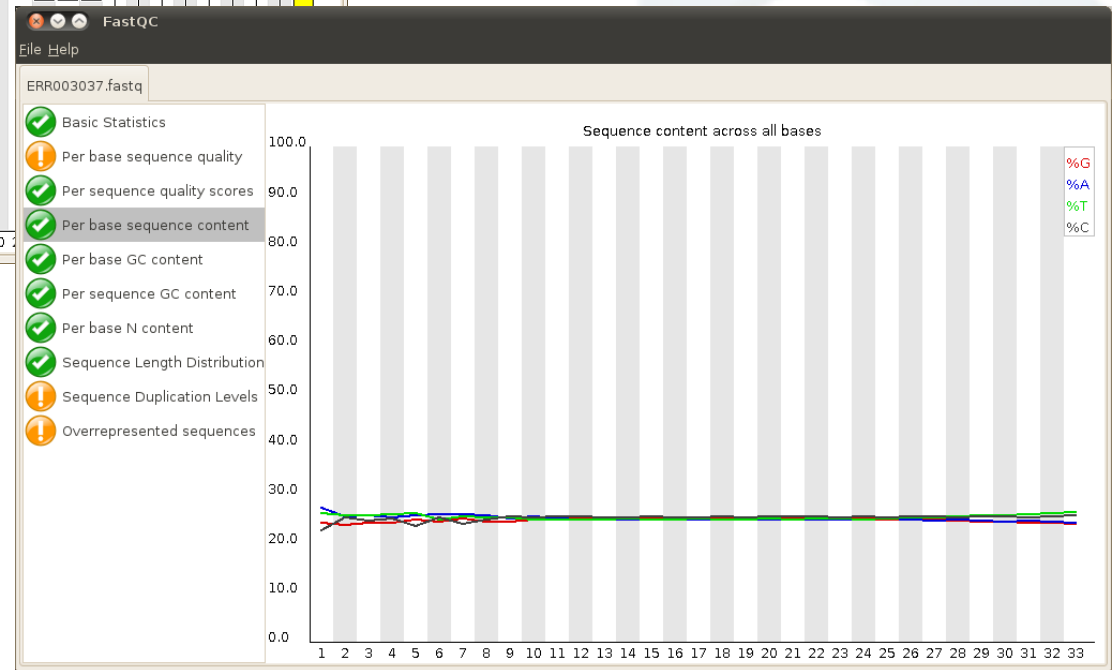 FastQC
File Help
ERR003037.fastq
Basic Statistics
Per base sequence quality
Per sequence quality scores
Per base sequence content
Per base GC content
Per sequence GC content
Per base N content
Sequence Length Distribution
Sequence Duplication Levels
Overrepresented sequences
Sequence content across all bases
100.0
90.0
80.0
70.0
60.0
50.0
40.0
30.0
20.0
10.0
0.0
%G
%A
%T
%C
1 2 3 4 5 6 7 8 9 10 11 12 13 14 15 16 17 18 19 20 21 22 23 24 25 26 27 28 29 30 31 32 33